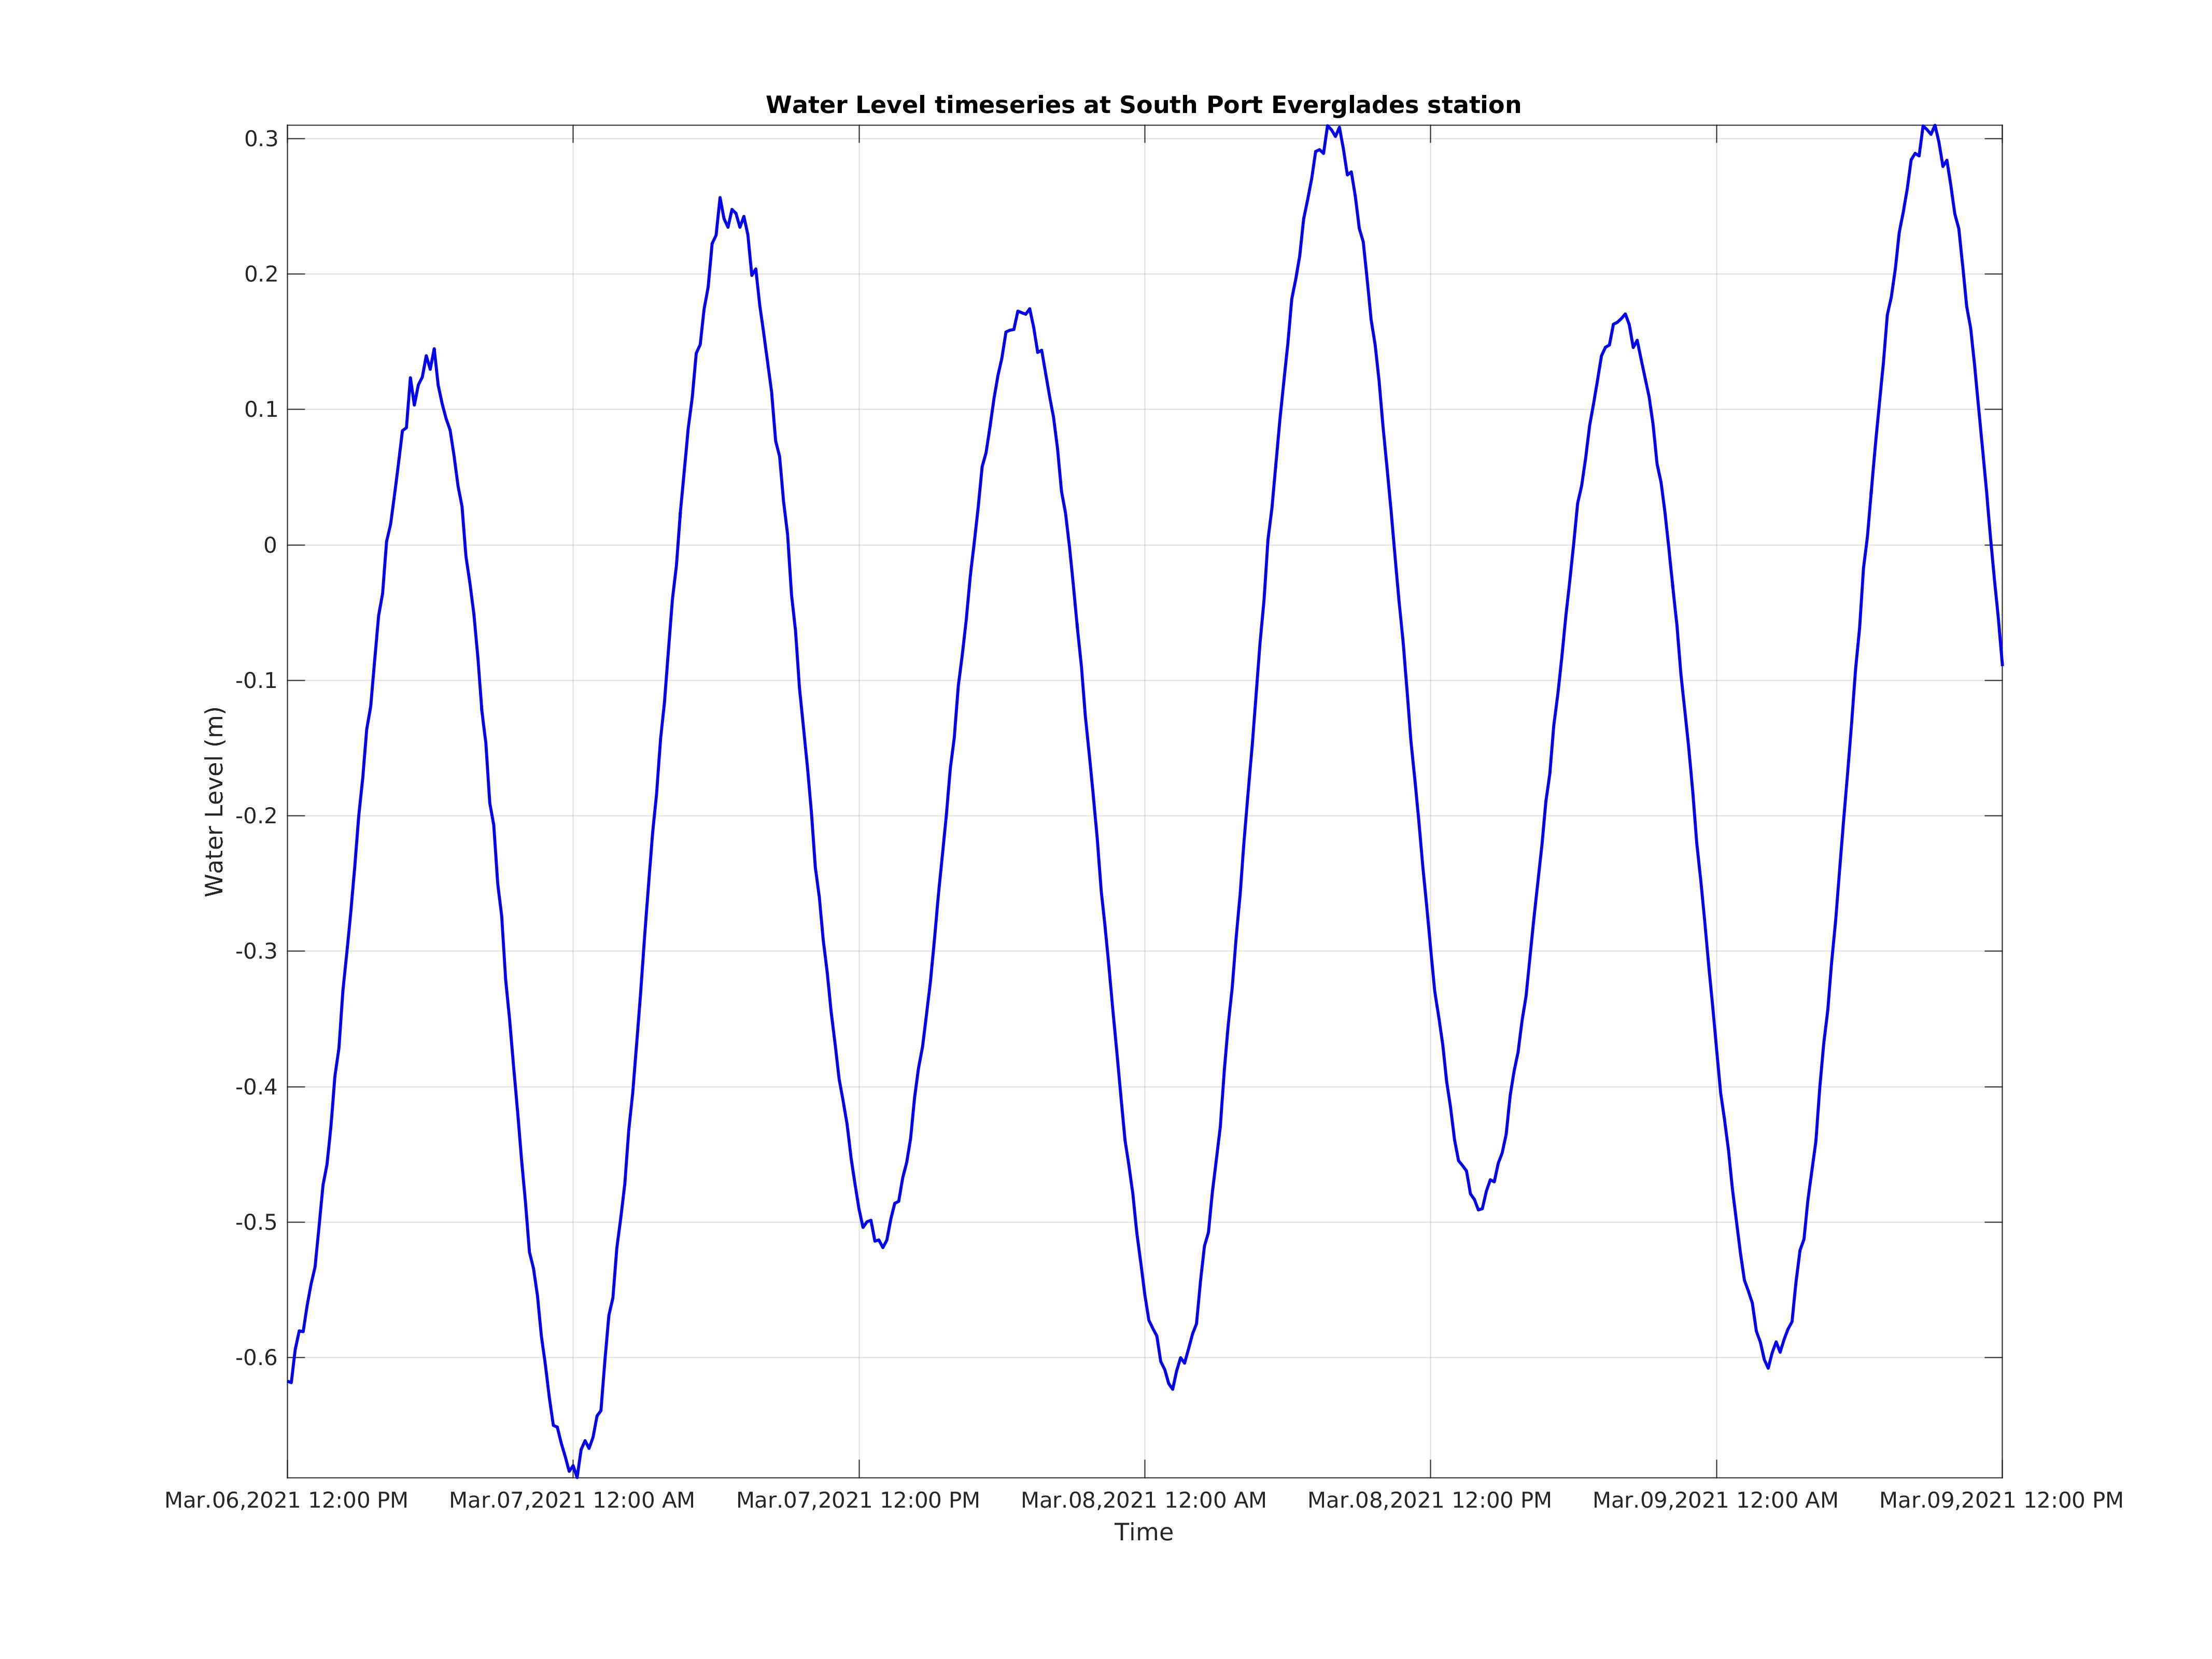 Water Level timeseries at South Port Everglades station
0.3
0.2
0.1
0
-0.1
-0.2
-0.3
-0.4
-0.5
-0.6
Water Level (m)
Mar.06,2021 12:00 PM Mar.07,2021 12:00 AM Mar.07,2021 12:00 PM Mar.08,2021 12:00 AM Mar.08,2021 12:00 PM Mar.09,2021 12:00 AM Mar.09,2021 12:00 PM
Time